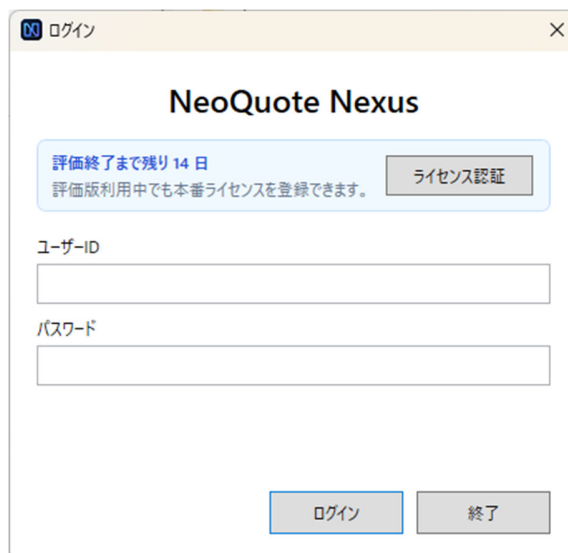 ログイン
NeoQuote Nexus
評価終了まで残り 14 日
評価版利用中でも本番ライセンスを登録できます。
ライセンス認証
ユーザーID
パスワード
ログイン
終了